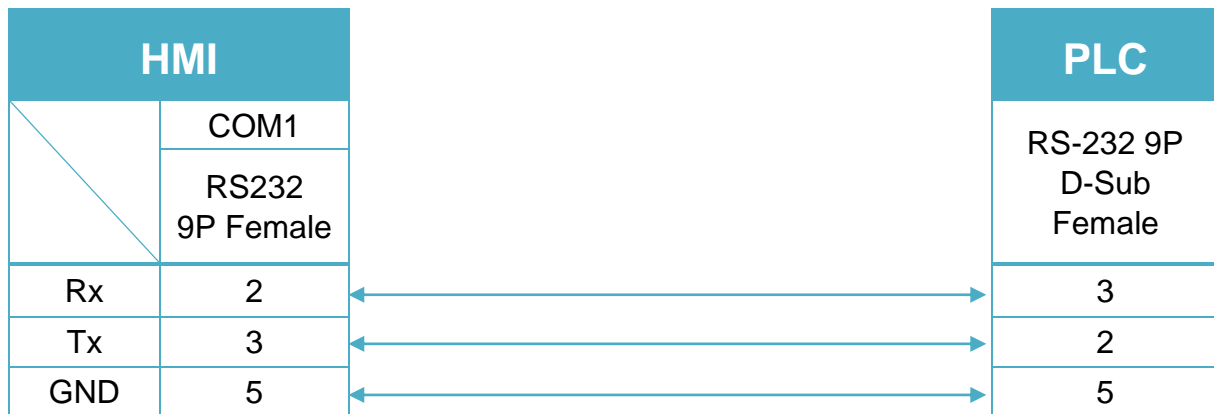 HMI
PLC
COM1
RS232
9P Female
RS-232 9P
D-Sub
Female
Rx 2 3
Tx 3 2
GND 5 5